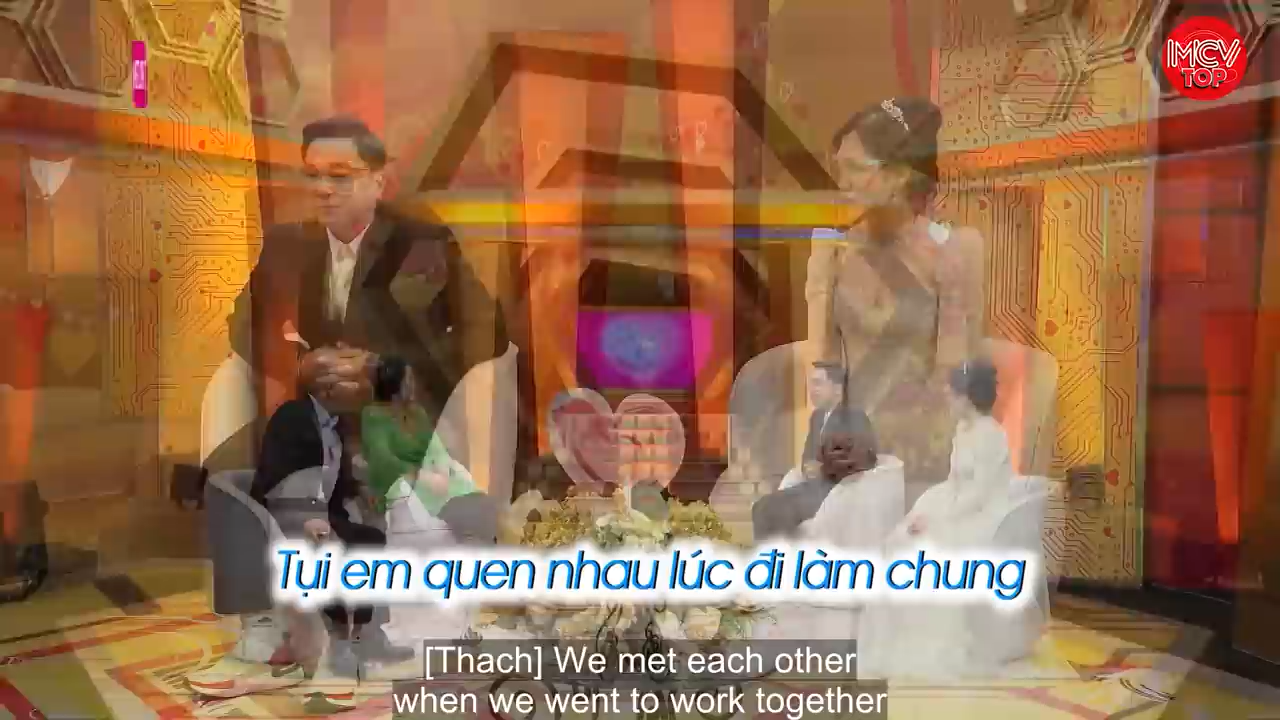 MCV
TOP
Tụi em quen nhau lúc đi làm chung
[Thach] We met each other
when we went to work together